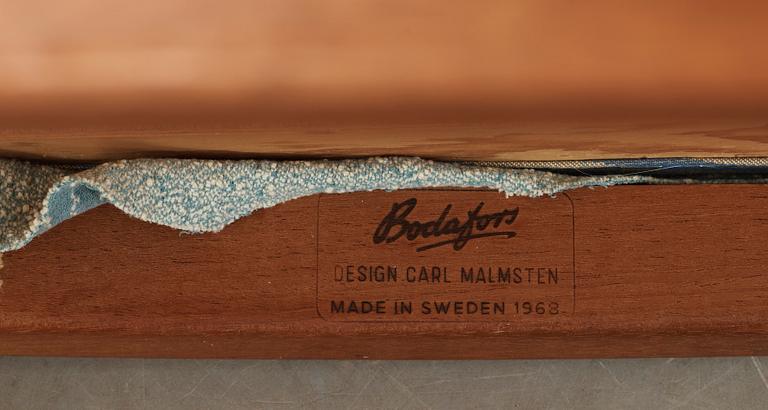 Bodafors
DESIGN CARL MALMSTEN
MADE IN SWEDEN 1968